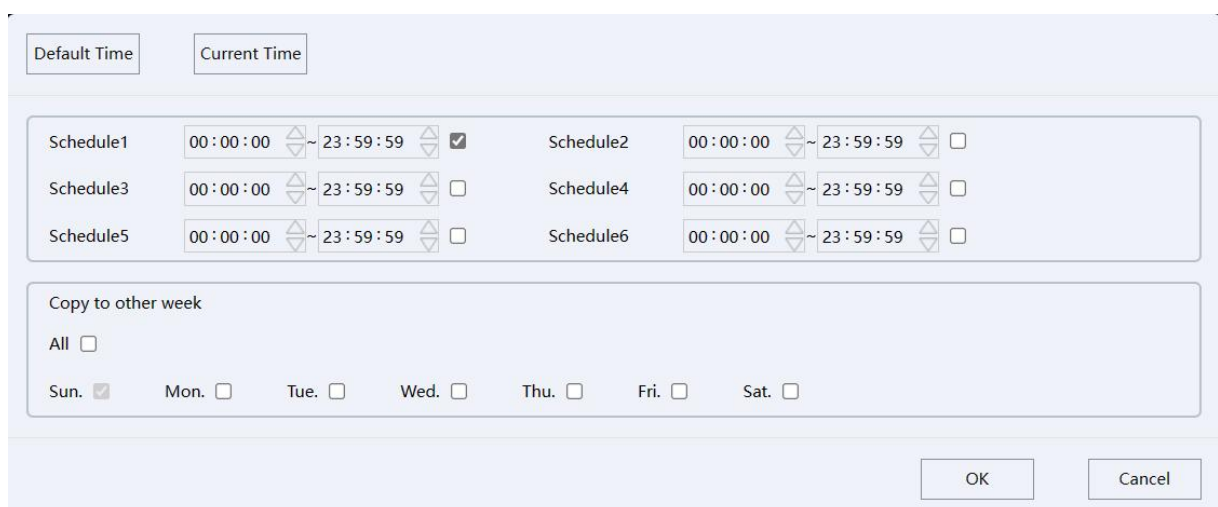 Default Time Current Time
Schedule1 00:00:00 ~ 23:59:59 Schedule2 00:00:00 ~ 23:59:59
Schedule3 00:00:00 ~ 23:59:59 Schedule4 00:00:00 ~ 23:59:59
Schedule5 00:00:00 ~ 23:59:59 Schedule6 00:00:00 ~ 23:59:59
Copy to other week
All
Sun. Mon. Tue. Wed. Thu. Fri. Sat.
OK Cancel